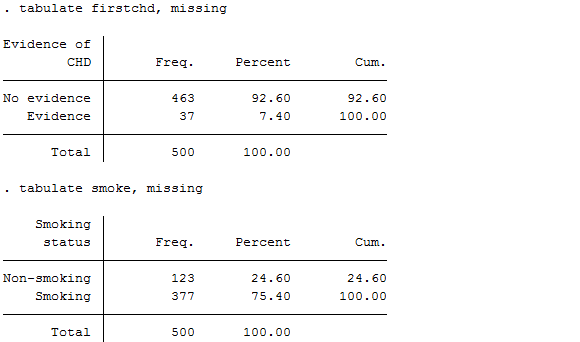 . tabulate firstchd, missing
Evidence of
CHD Freq. Percent Cum.
No evidence 463 92.60 92.60
Evidence 37 7.40 100.00
Total 500 100.00
. tabulate smoke, missing
Smoking
status Freq. Percent Cum.
Non-smoking 123 24.60 24.60
Smoking 377 75.40 100.00
Total 500 100.00